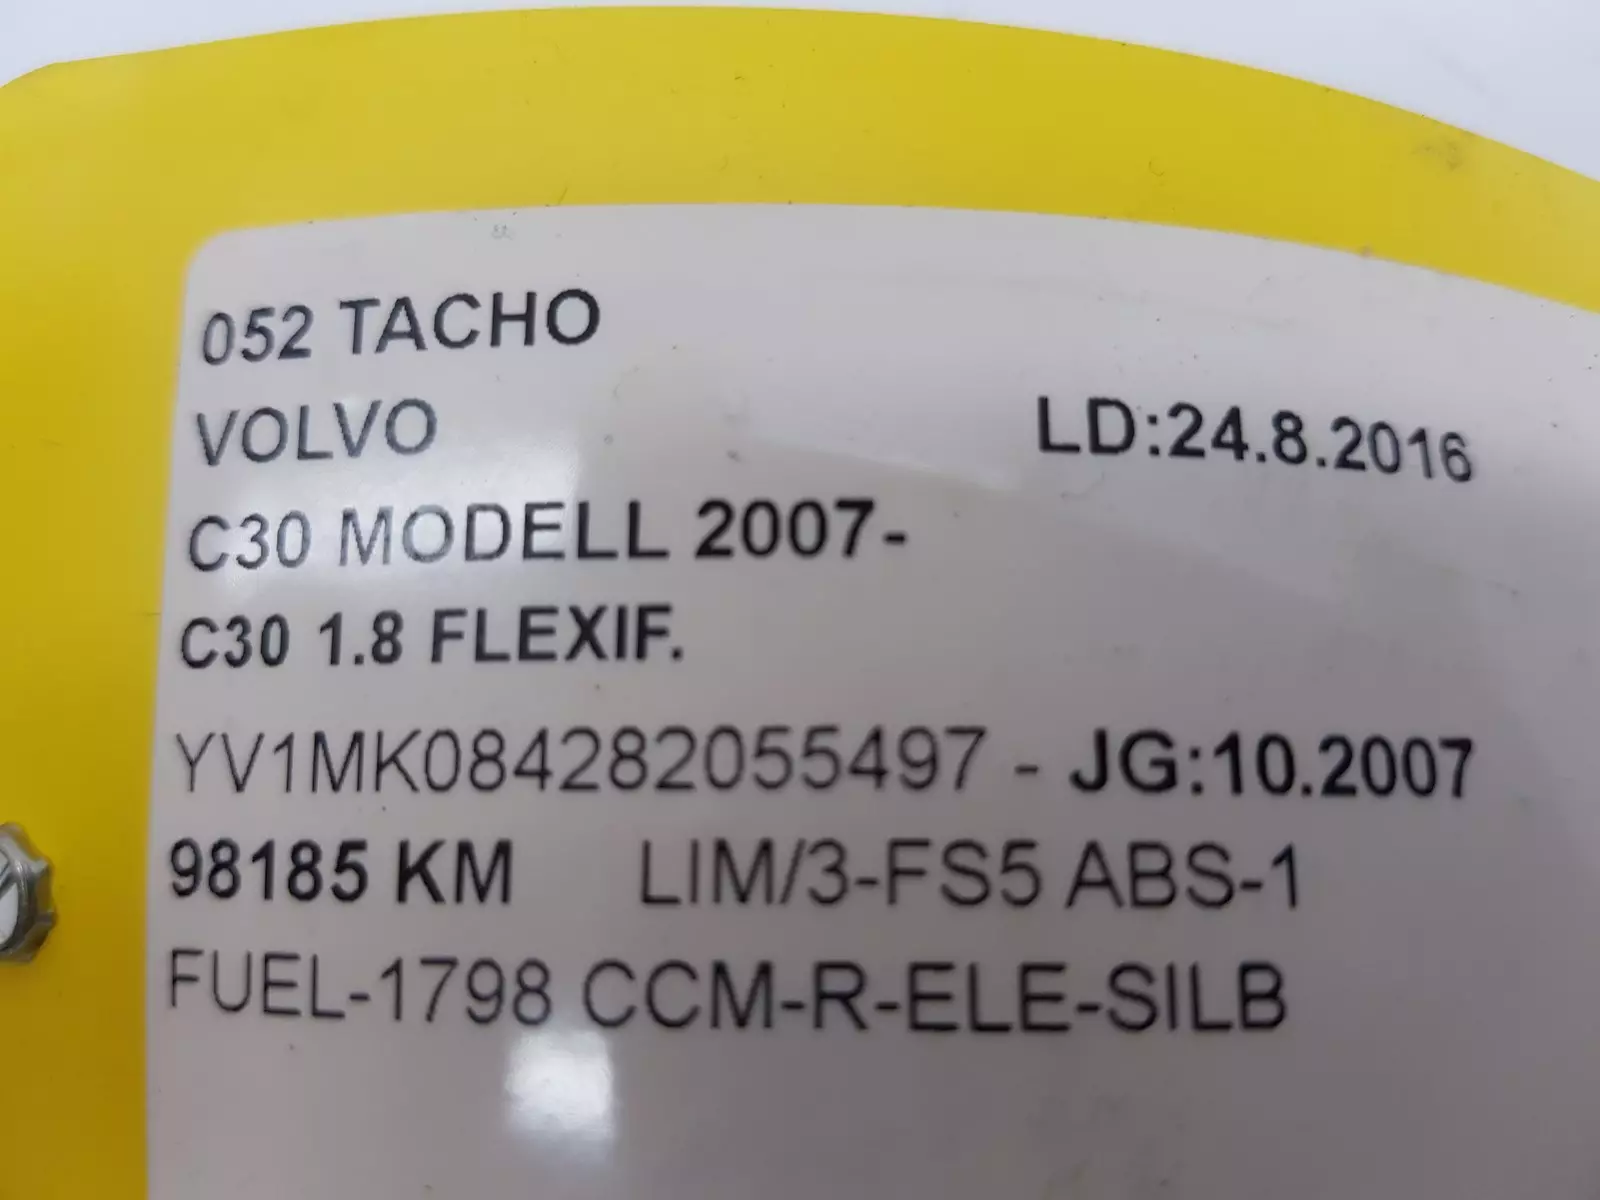 052 TACHO
VOLVO
LD:24.8.2016
C30 MODELL 2007-
C30 1.8 FLEXIF.
YV1MK084282055497 - JG:10.2007
98185 KM LIM/3-FS5 ABS-1
FUEL-1798 CCM-R-ELE-SILB